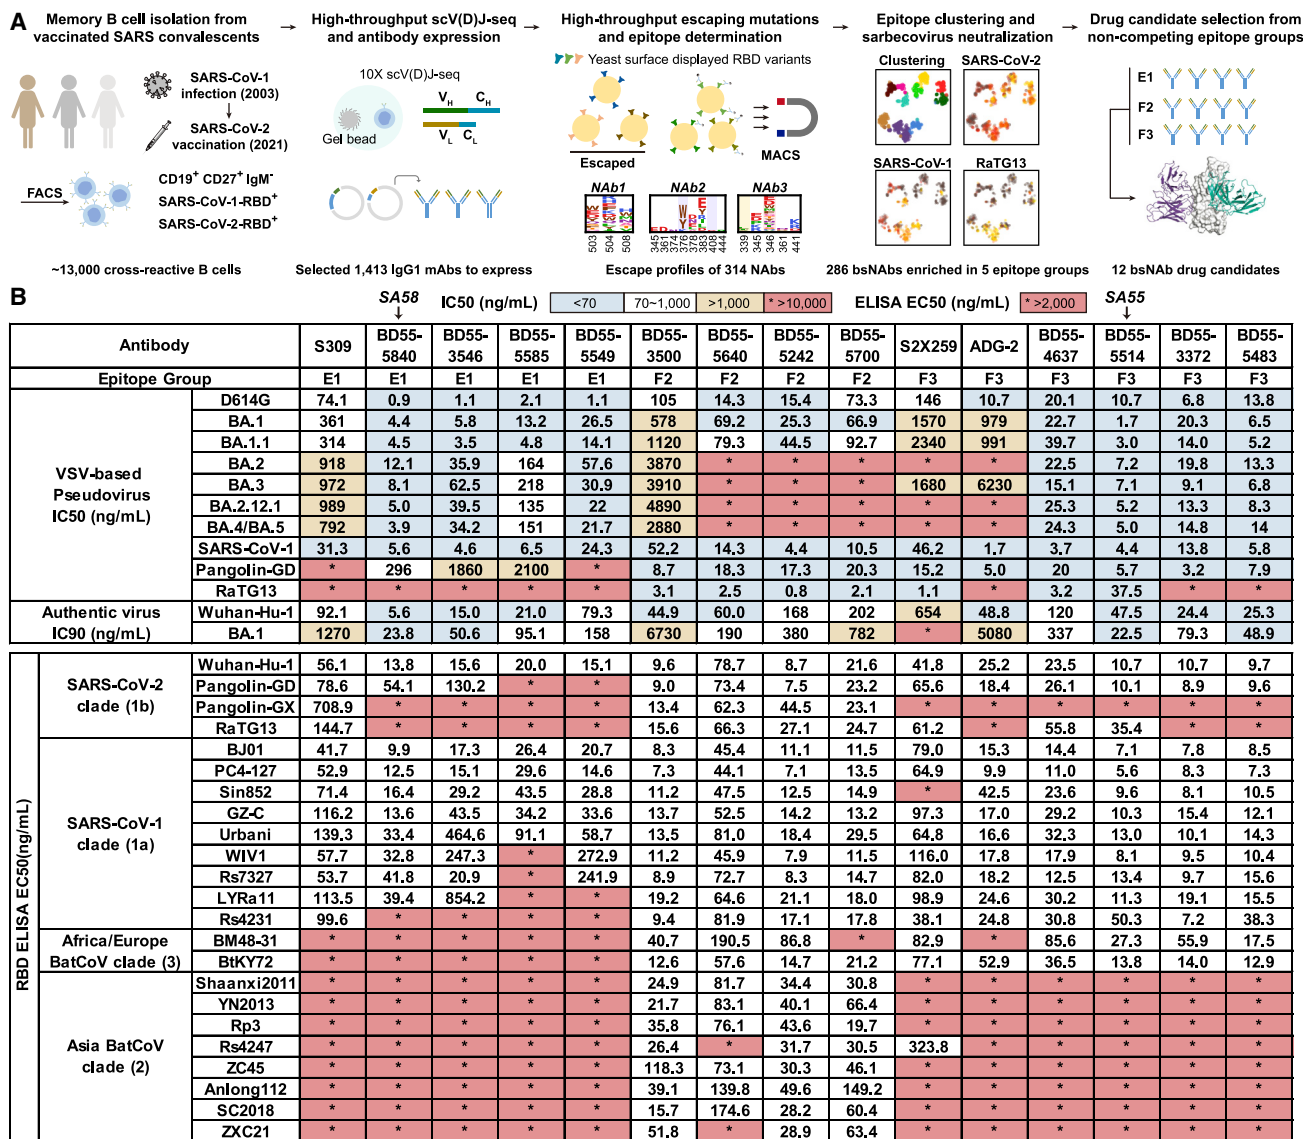 A
Memory B cell isolation from
vaccinated SARS convalescents
High-throughput scV(D)J-seq
and antibody expression
High-throughput escaping mutations
and epitope determination
Epitope clustering and
sarbecovirus neutralization
Drug candidate selection from
non-competing epitope groups
SARS-CoV-1
infection (2003)
SARS-CoV-2
vaccination (2021)
FACS
CD19+ CD27+ IgM-
SARS-CoV-1-RBD+
SARS-CoV-2-RBD+
10X scV(D)J-seq
Gel bead
VH CH
VL CL
Yeast surface displayed RBD variants
Escaped
MACS
NAb1 NAb2 NAb3
503 504 508 345 361 374 376 378 383 408 444 339 345 346 361 441
Clustering SARS-CoV-2
SARS-CoV-1 RaTG13
E1
F2
F3
~13,000 cross-reactive B cells
Selected 1,413 IgG1 mAbs to express
Escape profiles of 314 NAbs
286 bsNAbs enriched in 5 epitope groups
12 bsNAb drug candidates
B
SA58 IC50 (ng/mL) <70 70~1,000 >1,000 * >10,000 ELISA EC50 (ng/mL) * >2,000 SA55
Antibody S309 BD55-5840 BD55-3546 BD55-5585 BD55-5549 BD55-3500 BD55-5640 BD55-5242 BD55-5700 S2X259 ADG-2 BD55-4637 BD55-5514 BD55-3372 BD55-5483
Epitope Group E1 E1 E1 E1 E1 F2 F2 F2 F2 F3 F3 F3 F3 F3 F3
VSV-based
Pseudovirus
IC50 (ng/mL)
D614G 74.1 0.9 1.1 2.1 1.1 105 14.3 15.4 73.3 146 10.7 20.1 10.7 6.8 13.8
BA.1 361 4.4 5.8 13.2 26.5 578 69.2 25.3 66.9 1570 979 22.7 1.7 20.3 6.5
BA.1.1 314 4.5 3.5 4.8 14.1 1120 79.3 44.5 92.7 2340 991 39.7 3.0 14.0 5.2
BA.2 918 12.1 35.9 164 57.6 3870 * * * * * 22.5 7.2 19.8 13.3
BA.3 972 8.1 62.5 218 30.9 3910 * * * 1680 6230 15.1 7.1 9.1 6.8
BA.2.12.1 989 5.0 39.5 135 22 4890 * * * * * 25.3 5.2 13.3 8.3
BA.4/BA.5 792 3.9 34.2 151 21.7 2880 * * * * * 24.3 5.0 14.8 14
SARS-CoV-1 31.3 5.6 4.6 6.5 24.3 52.2 14.3 4.4 10.5 46.2 1.7 3.7 4.4 13.8 5.8
Pangolin-GD * 296 1860 2100 * 8.7 18.3 17.3 20.3 15.2 5.0 20 5.7 3.2 7.9
RaTG13 * * * * * 3.1 2.5 0.8 2.1 1.1 * 3.2 37.5 * *
Authentic virus
IC90 (ng/mL)
Wuhan-Hu-1 92.1 5.6 15.0 21.0 79.3 44.9 60.0 168 202 654 48.8 120 47.5 24.4 25.3
BA.1 1270 23.8 50.6 95.1 158 6730 190 380 782 * 5080 337 22.5 79.3 48.9
RBD ELISA EC50(ng/mL)
SARS-CoV-2
clade (1b)
Wuhan-Hu-1 56.1 13.8 15.6 20.0 15.1 9.6 78.7 8.7 21.6 41.8 25.2 23.5 10.7 10.7 9.7
Pangolin-GD 78.6 54.1 130.2 * * 9.0 73.4 7.5 23.2 65.6 18.4 26.1 10.1 8.9 9.6
Pangolin-GX 708.9 * * * * 13.4 62.3 44.5 23.1 * * * * * *
RaTG13 144.7 * * * * 15.6 66.3 27.1 24.7 61.2 * 55.8 35.4 * *
SARS-CoV-1
clade (1a)
BJ01 41.7 9.9 17.3 26.4 20.7 8.3 45.4 11.1 11.5 79.0 15.3 14.4 7.1 7.8 8.5
PC4-127 52.9 12.5 15.1 29.6 14.6 7.3 44.1 7.1 13.5 64.9 9.9 11.0 5.6 8.3 7.3
Sin852 71.4 16.4 29.2 43.5 28.8 11.2 47.5 12.5 14.9 * 42.5 23.6 9.6 8.1 10.5
GZ-C 116.2 13.6 43.5 34.2 33.6 13.7 52.5 14.2 13.2 97.3 17.0 29.2 10.3 15.4 12.1
Urbani 139.3 33.4 464.6 91.1 58.7 13.5 81.0 18.4 29.5 64.8 16.6 32.3 13.0 10.1 14.3
WIV1 57.7 32.8 247.3 * 272.9 11.2 45.9 7.9 11.5 116.0 17.8 17.9 8.1 9.5 10.4
Rs7327 53.7 41.8 20.9 * 241.9 8.9 72.7 8.3 14.7 82.0 18.2 12.5 13.4 9.7 15.6
LYRa11 113.5 39.4 854.2 * * 19.2 64.6 21.1 18.0 98.9 24.6 30.2 11.3 19.1 15.5
Rs4231 99.6 * * * * 9.4 81.9 17.1 17.8 38.1 24.8 30.8 50.3 7.2 38.3
Africa/Europe
BatCoV clade (3)
BM48-31 * * * * * 40.7 190.5 86.8 * 82.9 * 85.6 27.3 55.9 17.5
BtKY72 * * * * * 12.6 57.6 14.7 21.2 77.1 52.9 36.5 13.8 14.0 12.9
Asia BatCoV
clade (2)
Shaanxi2011 * * * * * 24.9 81.7 34.4 30.8 * * * * * *
YN2013 * * * * * 21.7 83.1 40.1 66.4 * * * * * *
Rp3 * * * * * 35.8 76.1 43.6 19.7 * * * * * *
Rs4247 * * * * * 26.4 * 31.7 30.5 323.8 * * * * *
ZC45 * * * * * 118.3 73.1 30.3 46.1 * * * * * *
Anlong112 * * * * * 39.1 139.8 49.6 149.2 * * * * * *
SC2018 * * * * * 15.7 174.6 28.2 60.4 * * * * * *
ZXC21 * * * * * 51.8 * 28.9 63.4 * * * * * *